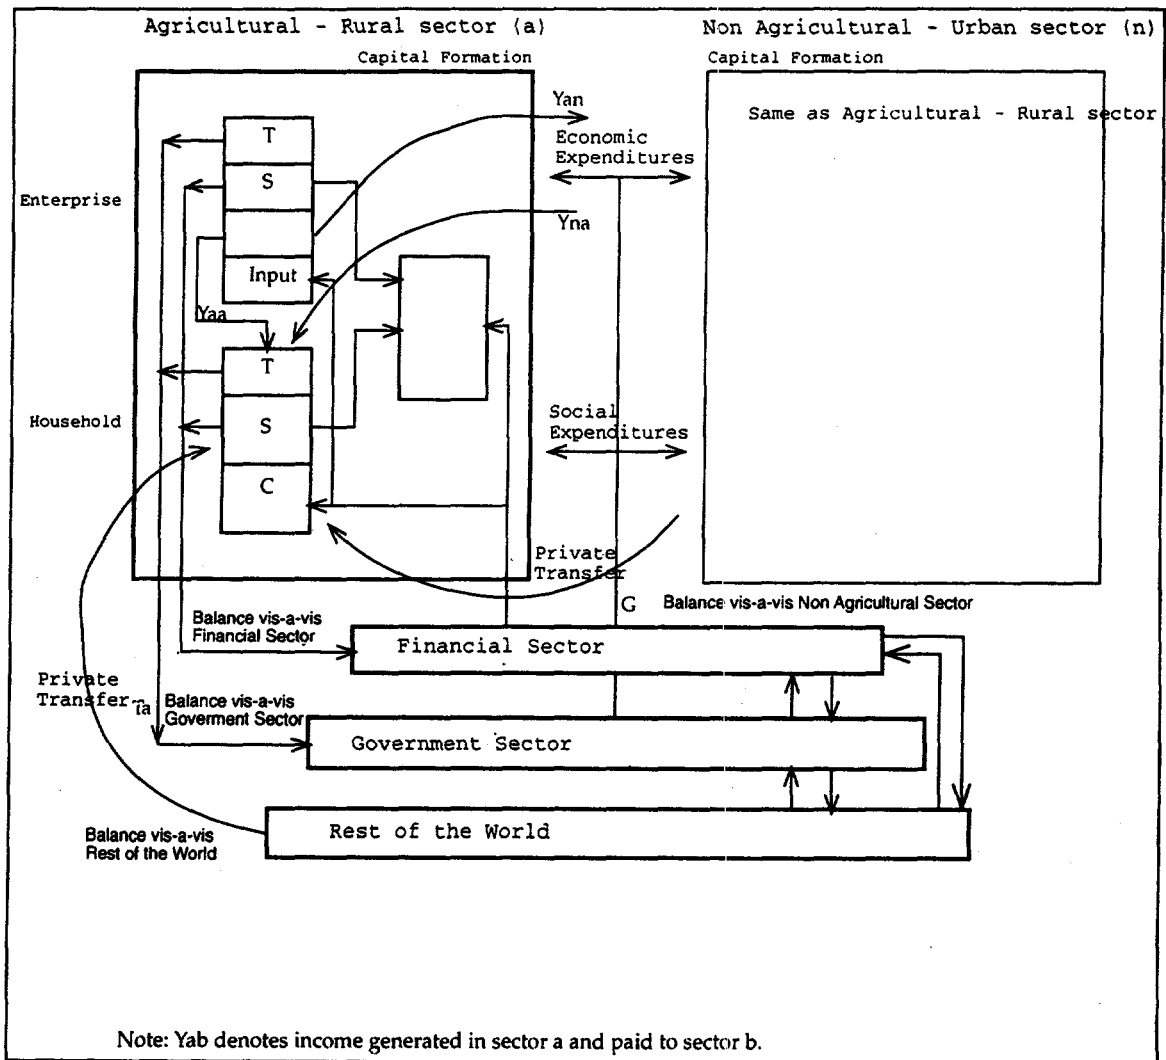 Agricultural - Rural sector (a)
Non Agricultural - Urban sector (n)
Capital Formation
Capital Formation
Yan
Same as Agricultural - Rural sector
T
Economic
Expenditures
S
Enterprise
Yna
Input
Yaa
T
Social
Expenditures
Household
S
C
Private
Transfer
G
Balance vis-a-vis Non Agricultural Sector
Balance vis-a-vis
Financial Sector
Financial Sector
Private
Transfer
Ta
Balance vis-a-vis
Goverment Sector
Government Sector
Rest of the World
Balance vis-a-vis
Rest of the World
Note: Yab denotes income generated in sector a and paid to sector b.